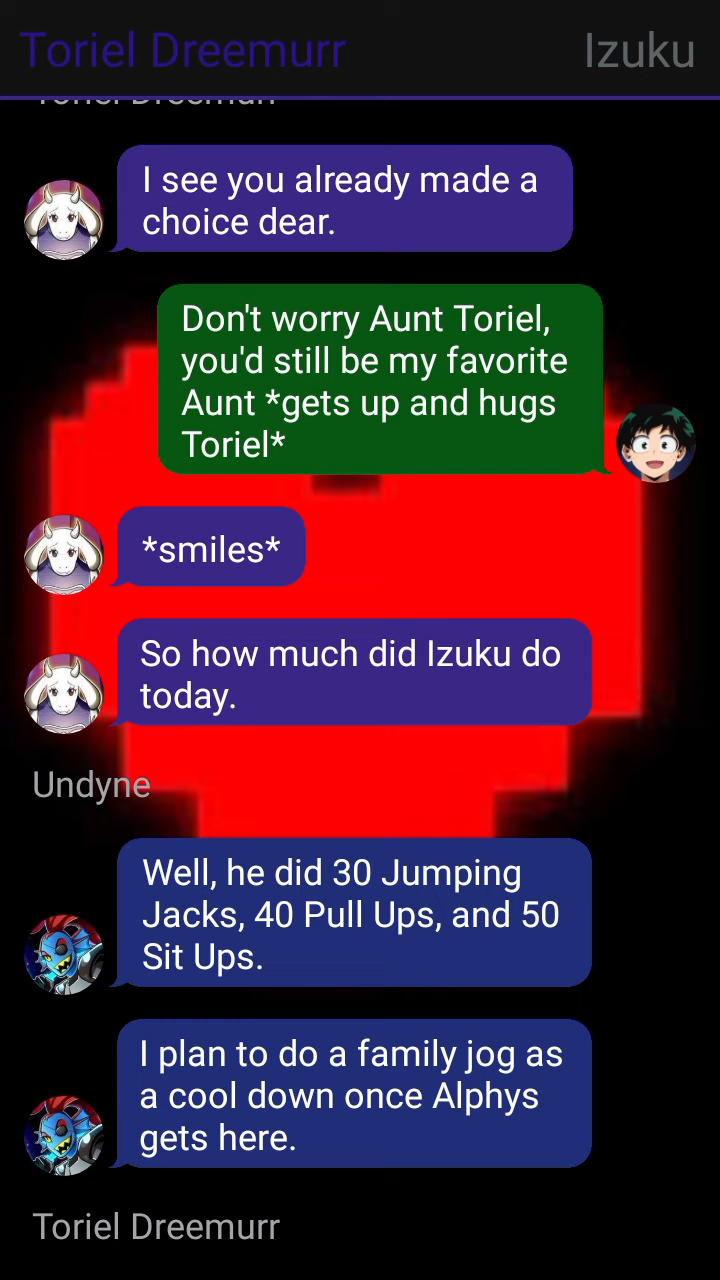 Toriel Dreemurr
Izuku
Toriel Dreemurr
I see you already made a
choice dear.
Don't worry Aunt Toriel,
you'd still be my favorite
Aunt *gets up and hugs
Toriel*
*smiles*
So how much did Izuku do
today.
Undyne
Well, he did 30 Jumping
Jacks, 40 Pull Ups, and 50
Sit Ups.
I plan to do a family jog as
a cool down once Alphys
gets here.
Toriel Dreemurr